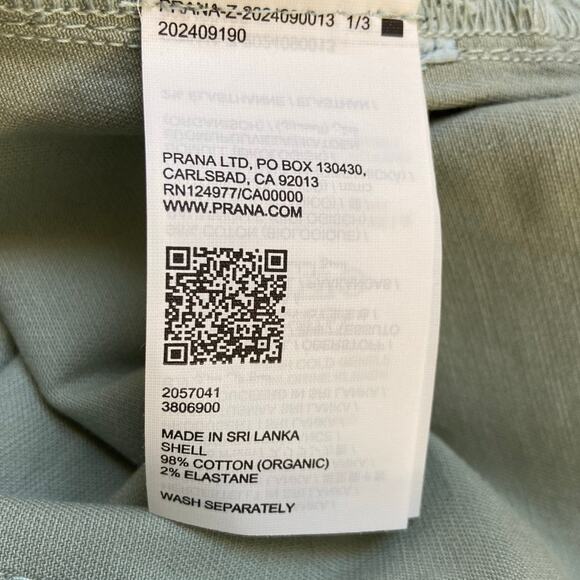 PRANA-Z-2024090013 1/3
202409190
PRANA LTD, PO BOX 130430,
CARLSBAD, CA 92013
RN124977/CA00000
WWW.PRANA.COM
2057041
3806900
MADE IN SRI LANKA
SHELL
98% COTTON (ORGANIC)
2% ELASTANE
WASH SEPARATELY